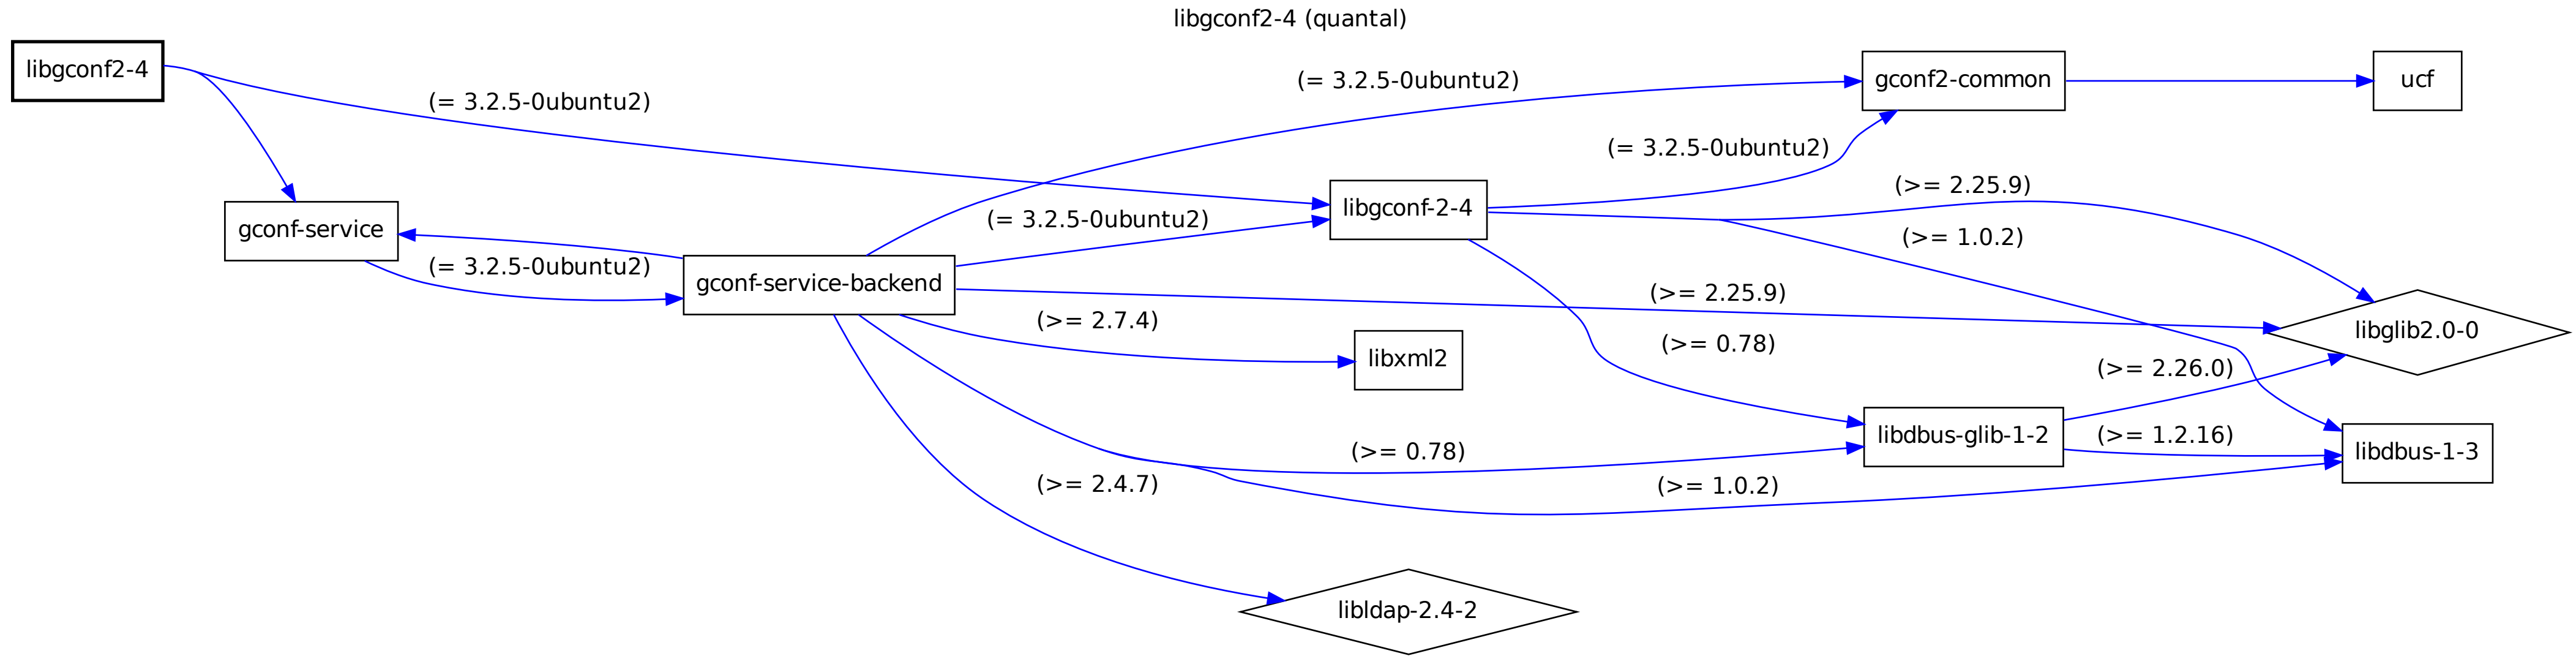 libgconf2-4 (quantal)
libgconf2-4
(= 3.2.5-0ubuntu2)
gconf-service
(= 3.2.5-0ubuntu2)
gconf-service-backend
(= 3.2.5-0ubuntu2)
(= 3.2.5-0ubuntu2)
(>= 2.7.4)
(>= 2.4.7)
libgconf-2-4
libxml2
(>= 0.78)
libldap-2.4-2
(= 3.2.5-0ubuntu2)
(>= 2.25.9)
(>= 0.78)
(>= 1.0.2)
gconf2-common
(>= 2.25.9)
(>= 1.0.2)
libdbus-glib-1-2
(>= 2.26.0)
(>= 1.2.16)
ucf
libglib2.0-0
libdbus-1-3